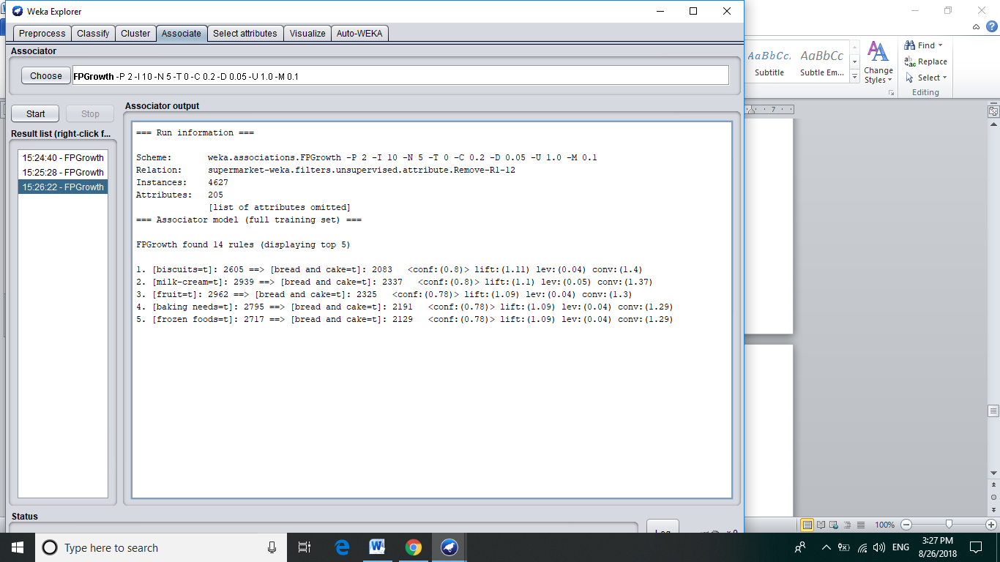 Weka Explorer
Preprocess Classify Cluster Associate Select attributes Visualize Auto-WEKA
Associator
Choose FPGrowth -P 2 -I 10 -N 5 -T 0 -C 0.2 -D 0.05 -U 1.0 -M 0.1
Start Stop
Result list (right-click f...
15:24:40 - FPGrowth
15:25:28 - FPGrowth
15:26:22 - FPGrowth
Associator output
=== Run information ===
Scheme: weka.associations.FPGrowth -P 2 -I 10 -N 5 -T 0 -C 0.2 -D 0.05 -U 1.0 -M 0.1
Relation: supermarket-weka.filters.unsupervised.attribute.Remove-R1-12
Instances: 4627
Attributes: 205
[list of attributes omitted]
=== Associator model (full training set) ===
FPGrowth found 14 rules (displaying top 5)
1. [biscuits=t]: 2605 ==> [bread and cake=t]: 2083 <conf:(0.8)> lift:(1.11) lev:(0.04) conv:(1.4)
2. [milk-cream=t]: 2939 ==> [bread and cake=t]: 2337 <conf:(0.8)> lift:(1.1) lev:(0.05) conv:(1.37)
3. [fruit=t]: 2962 ==> [bread and cake=t]: 2325 <conf:(0.78)> lift:(1.09) lev:(0.04) conv:(1.3)
4. [baking needs=t]: 2795 ==> [bread and cake=t]: 2191 <conf:(0.78)> lift:(1.09) lev:(0.04) conv:(1.29)
5. [frozen foods=t]: 2717 ==> [bread and cake=t]: 2129 <conf:(0.78)> lift:(1.09) lev:(0.04) conv:(1.29)
Status
AaBbCc. AaBbCc
Subtitle Subtle Em...
Change
Styles
Find
Replace
Select
Editing
7
100%
Type here to search
ENG
3:27 PM
8/26/2018